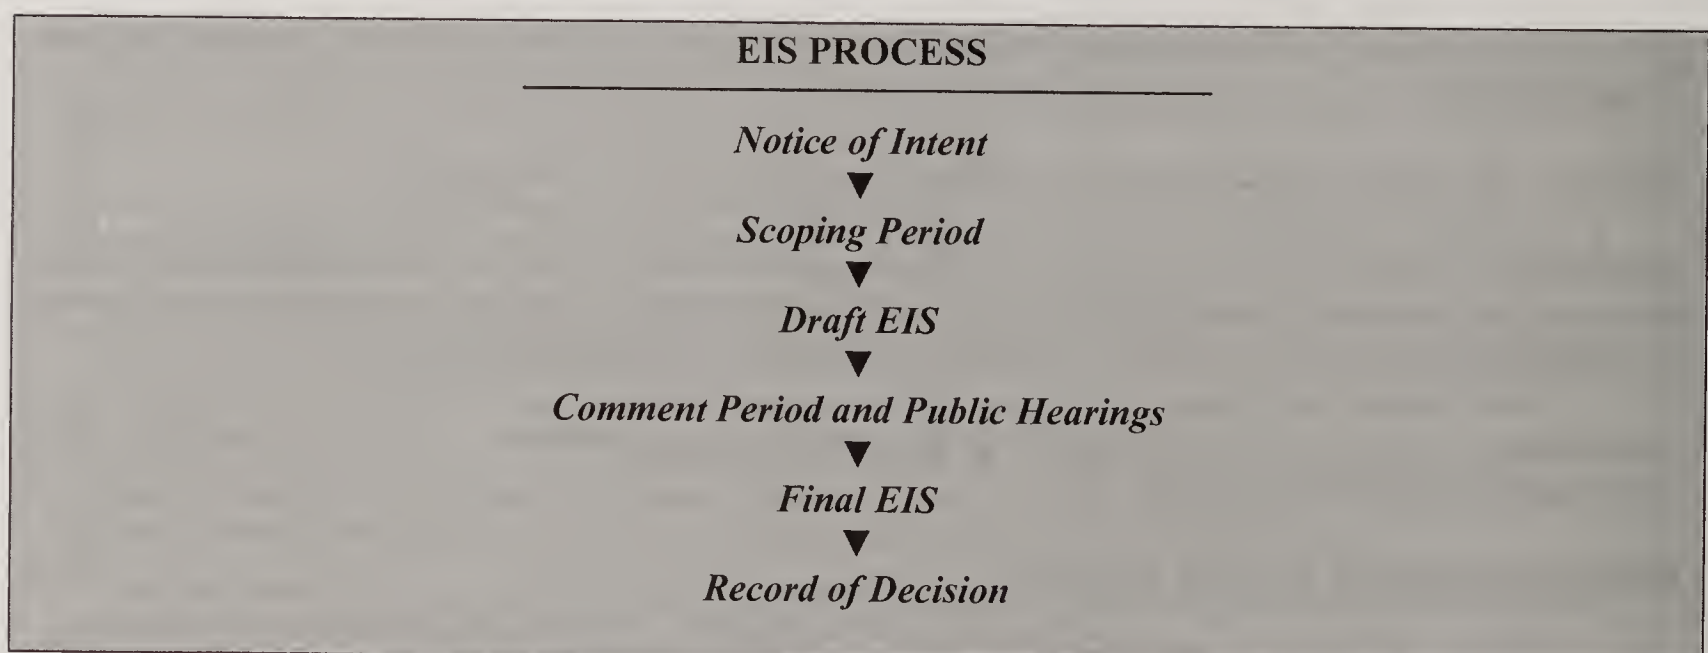 EIS PROCESS
Notice of Intent
Scoping Period
Draft EIS
Comment Period and Public Hearings
Final EIS
Record of Decision